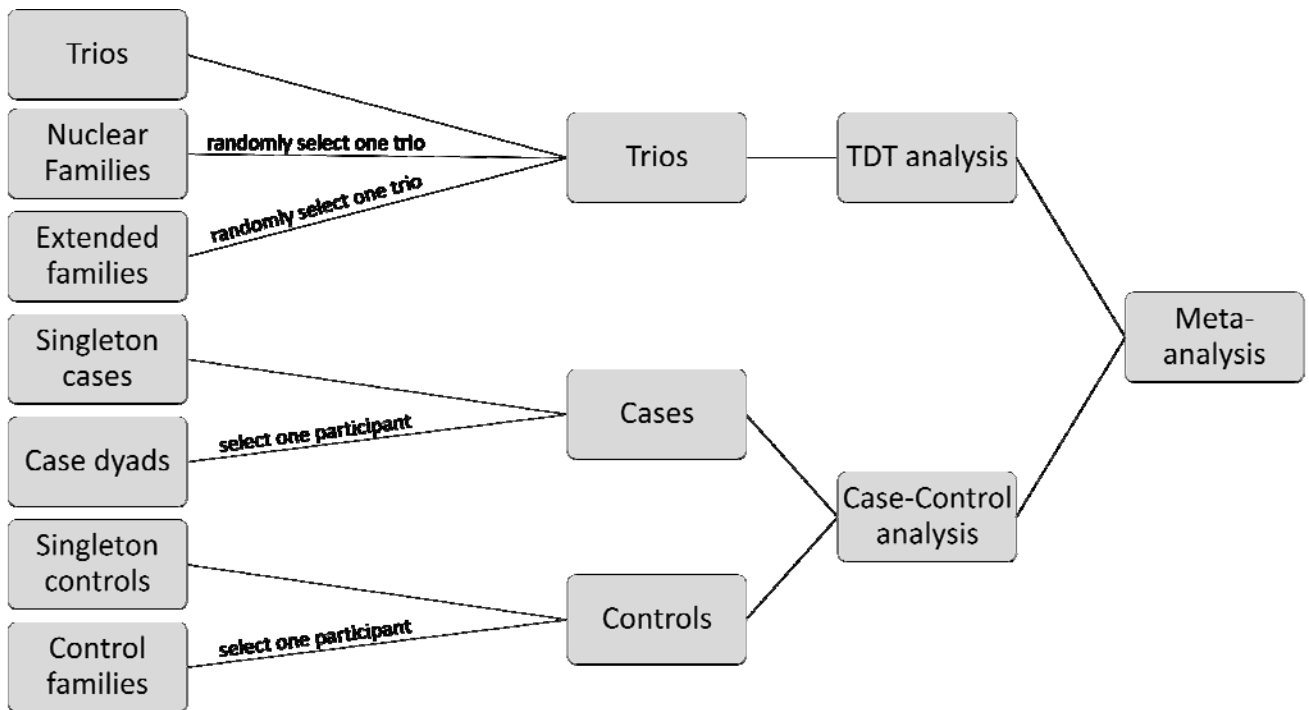 Trios
Nuclear
Families
Extended
families
Singleton
cases
Case dyads
Singleton
controls
Control
families
randomly select one trio
randomly select one trio
select one participant
select one participant
Trios
Cases
Controls
TDT analysis
Case-Control
analysis
Meta-
analysis